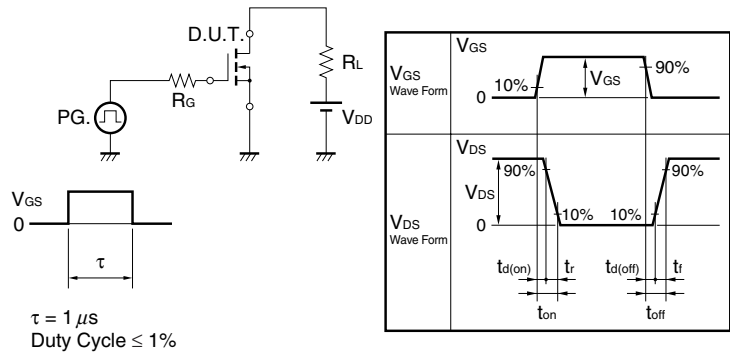 D.U.T.
RL
RG
PG.
VDD
VGS
0
τ
τ = 1 μs
Duty Cycle ≤ 1%
VGS
Wave Form
VGS
VGS
10%
90%
0
VDS
Wave Form
VDS
VDS
90%
90%
10%
10%
0
td(on)
tr
td(off)
tf
ton
toff